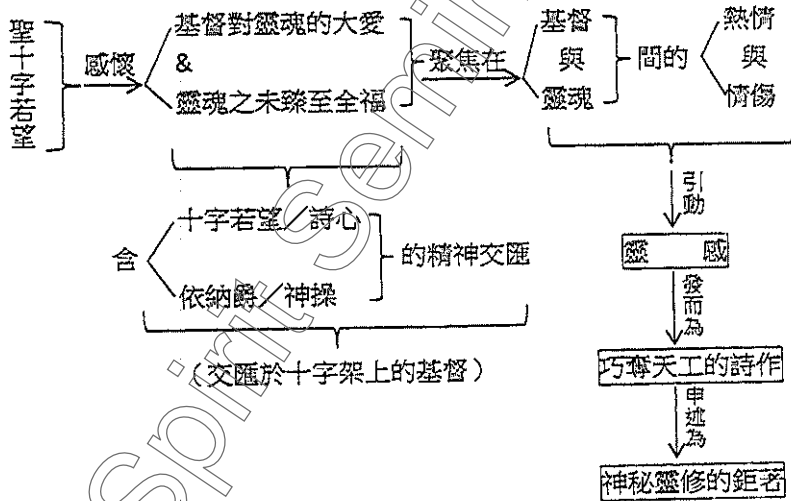 聖十字若望
感懷
基督對靈魂的大愛
&
靈魂之未臻至全福
聚焦在
基督
與
靈魂
間的
熱情
與
情傷
引動
靈感
發而為
巧奪天工的詩作
申述為
神秘靈修的鉅著
含
十字若望/詩心
依納爵/神操
的精神交匯
(交匯於十字架上的基督)
Spirit Semin